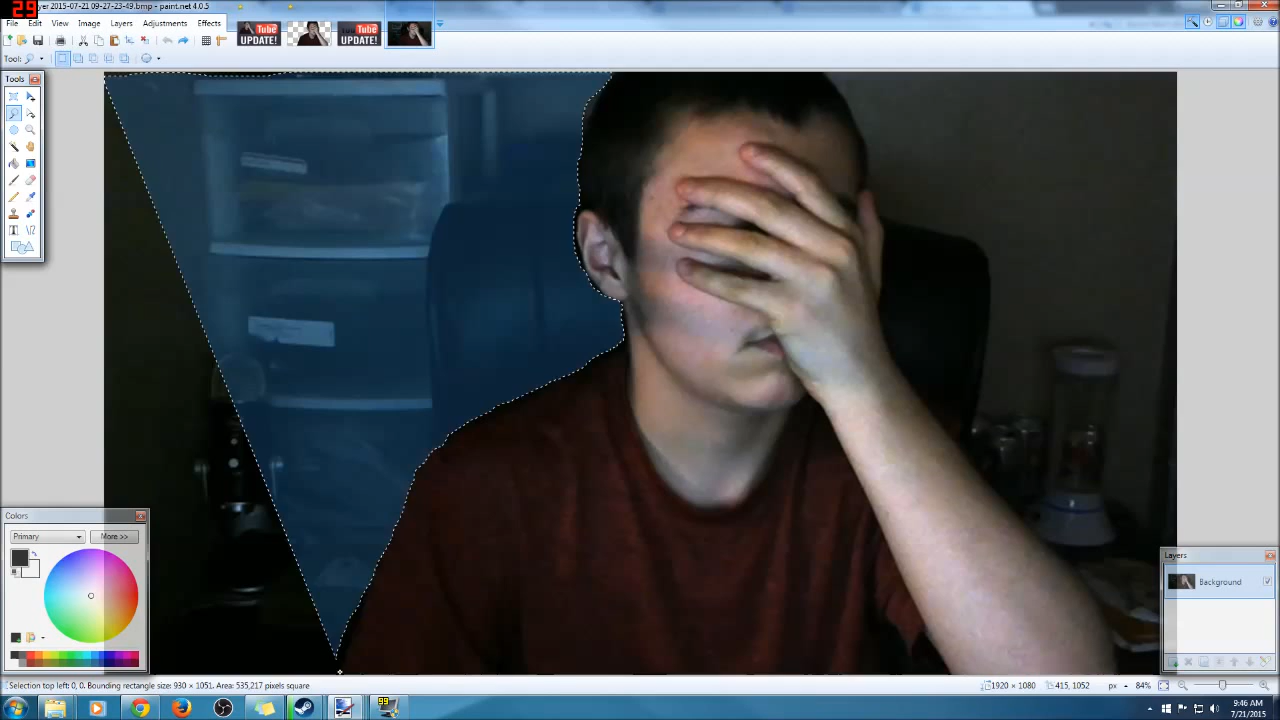 29
yer 2015-07-21 09-27-23-49.bmp - paint.net 4.0.5
File Edit View Image Layers Adjustments Effects
You Tube
UPDATE!
Tube
UPDATE!
Tool:
Tools
Colors
Primary
More >>
Layers
Background
Selection top left: 0, 0. Bounding rectangle size: 930 × 1051. Area: 535,217 pixels square
1920 × 1080
415, 1052
px
84%
99
9:46 AM
7/21/2015